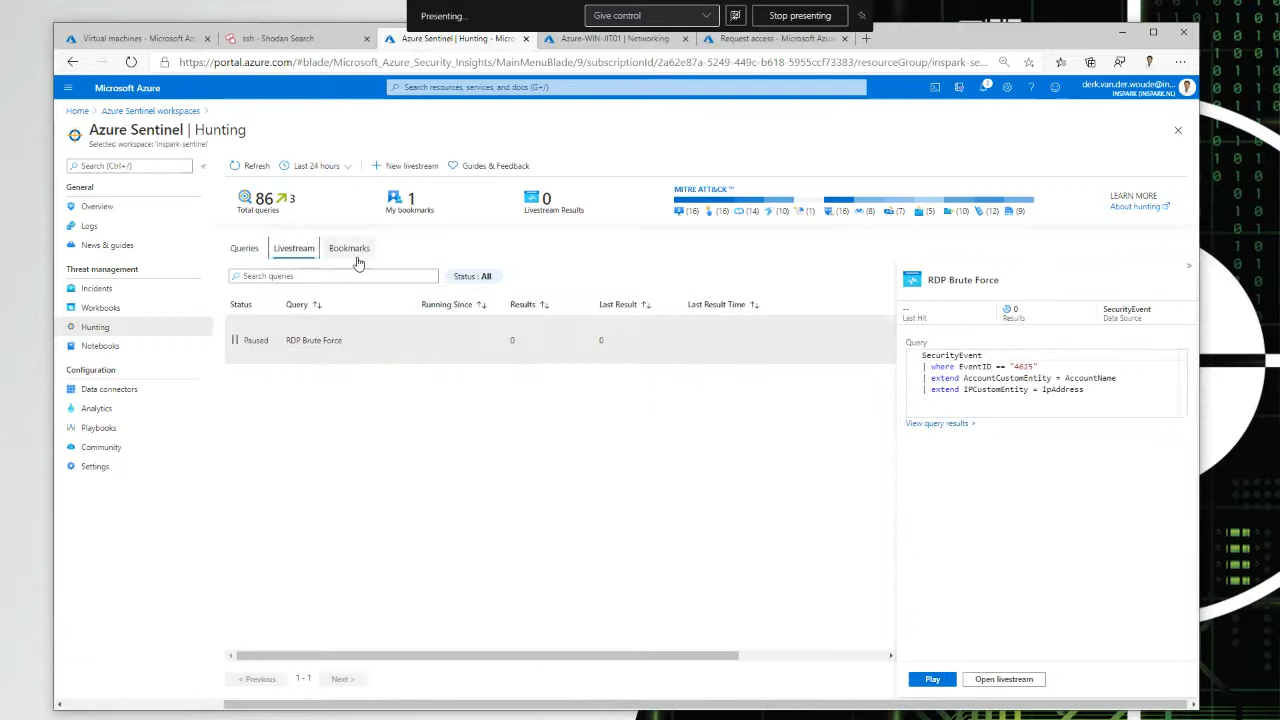 Presenting...
Give control
Stop presenting
Virtual machines - Microsoft Az
ssh - Shodan Search
Azure Sentinel | Hunting - Micro
Azure-WIN-JIT01 | Networking
Request access - Microsoft Azu
https://portal.azure.com/#blade/Microsoft_Azure_Security_Insights/MainMenuBlade/9/subscriptionId/2a62e87a-5249-449c-b618-5955ccf73383/resourceGroup/inspark-se...
Microsoft Azure
Search resources, services, and docs (G+/)
2
derk.van.der.woude@in...
INSPARK (INSPARK.NL)
Home > Azure Sentinel workspaces >
Azure Sentinel | Hunting
Selected workspace: 'Inspark-sentinel'
Search (Ctrl+/)
«
General
Overview
Logs
News & guides
Threat management
Incidents
Workbooks
Hunting
Notebooks
Configuration
Data connectors
Analytics
Playbooks
Community
Settings
Refresh
Last 24 hours
New livestream
Guides & Feedback
86 3
Total queries
1
My bookmarks
0
Livestream Results
MITRE ATT&CK™
(16) (16) (14) (10) (1) (16) (8) (7) (5) (10) (12) (9)
LEARN MORE
About hunting
Queries
Livestream
Bookmarks
Search queries
Status : All
Status
Query
Running Since
Results
Last Result
Last Result Time
Paused
RDP Brute Force
0
0
< Previous
1 - 1
Next >
»
RDP Brute Force
--
Last Hit
0
Results
SecurityEvent
Data Source
Query
SecurityEvent
| where EventID == "4625"
| extend AccountCustomEntity = AccountName
| extend IPCustomEntity = IpAddress
View query results >
Play
Open livestream